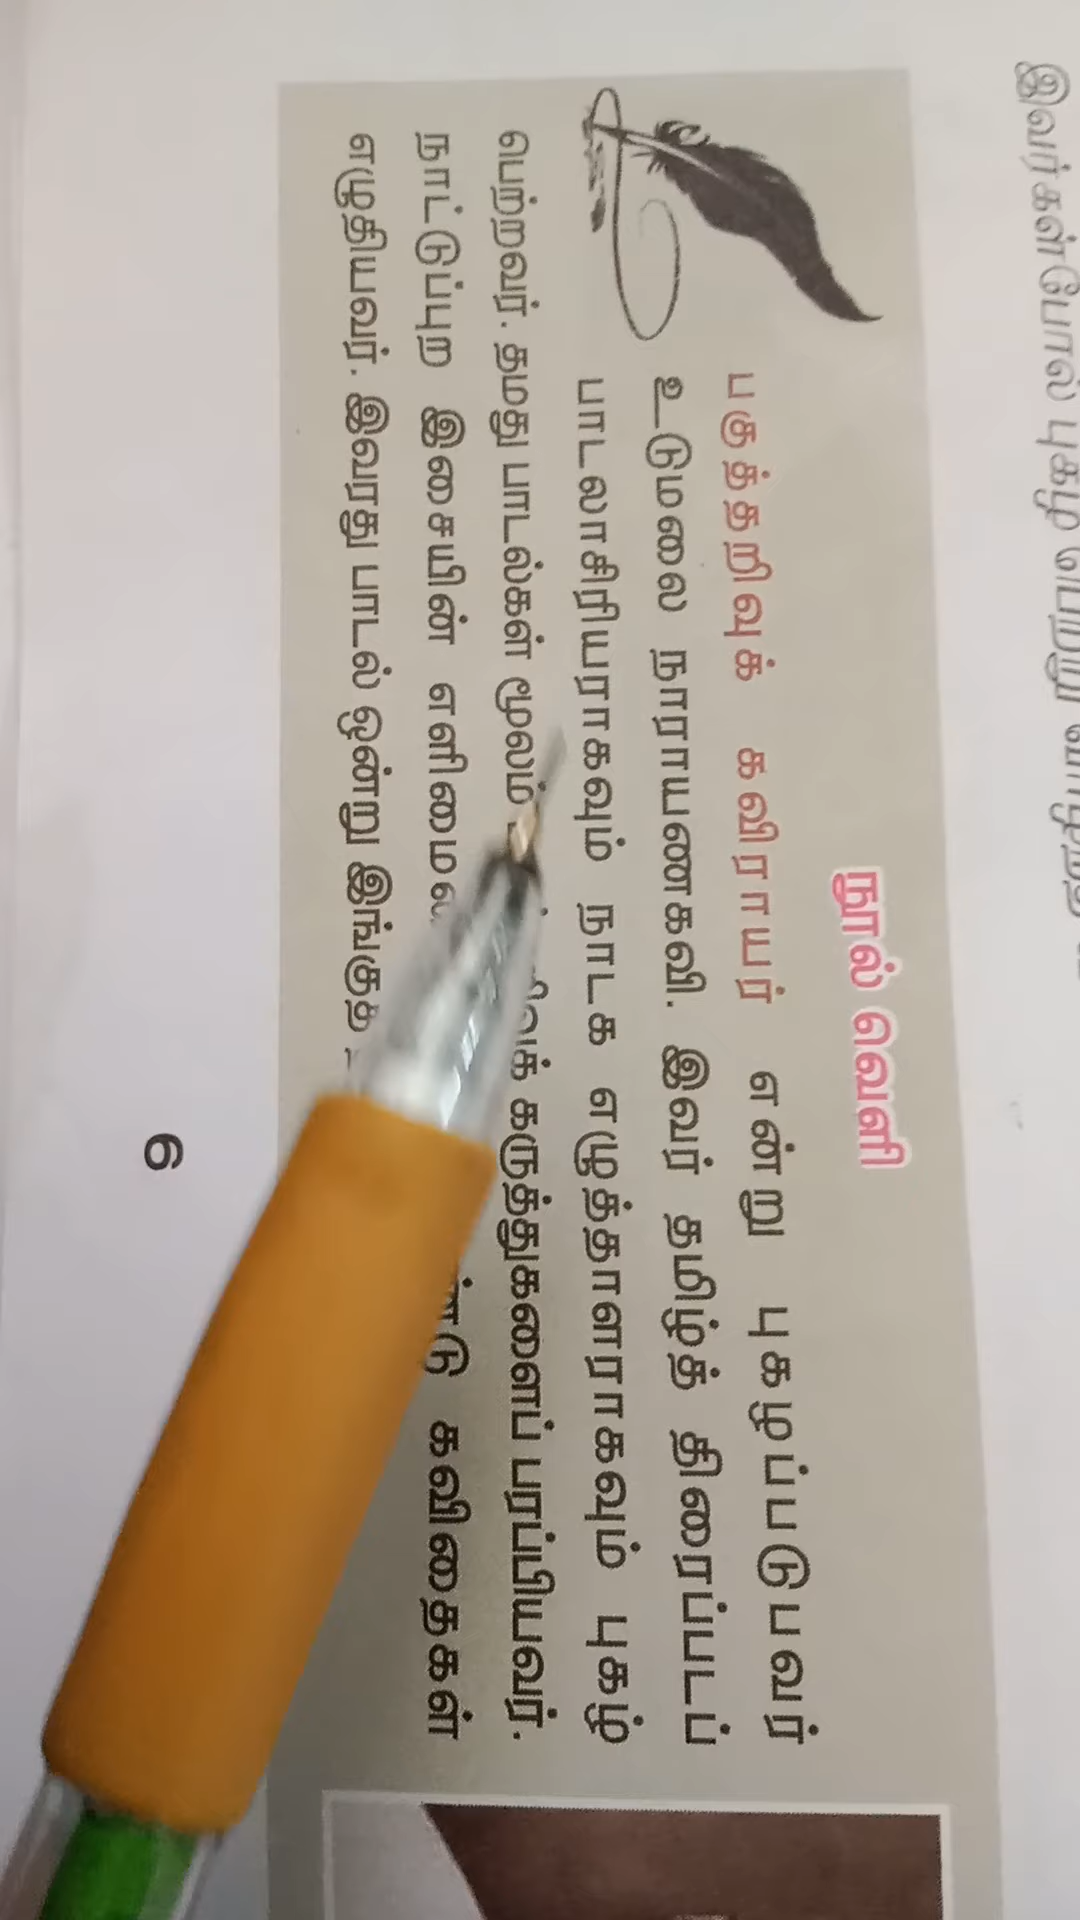 இவர்கள்போல் புகழ் பெற்று
நூல் வெளி
பகுத்தறிவுக் கவிராயர் என்று புகழப்படுபவர்
உடுமலை நாராயணகவி. இவர் தமிழ்த் திரைப்படப்
பாடலாசிரியராகவும் நாடக எழுத்தாளராகவும் புகழ்
பெற்றவர். தமது பாடல்கள் மூலம் கருத்துகளைப் பரப்பியவர்.
நாட்டுப்புற இசையின் கவிதைகள்
எழுதியவர். இவரது பாடல் ஒன்று
6